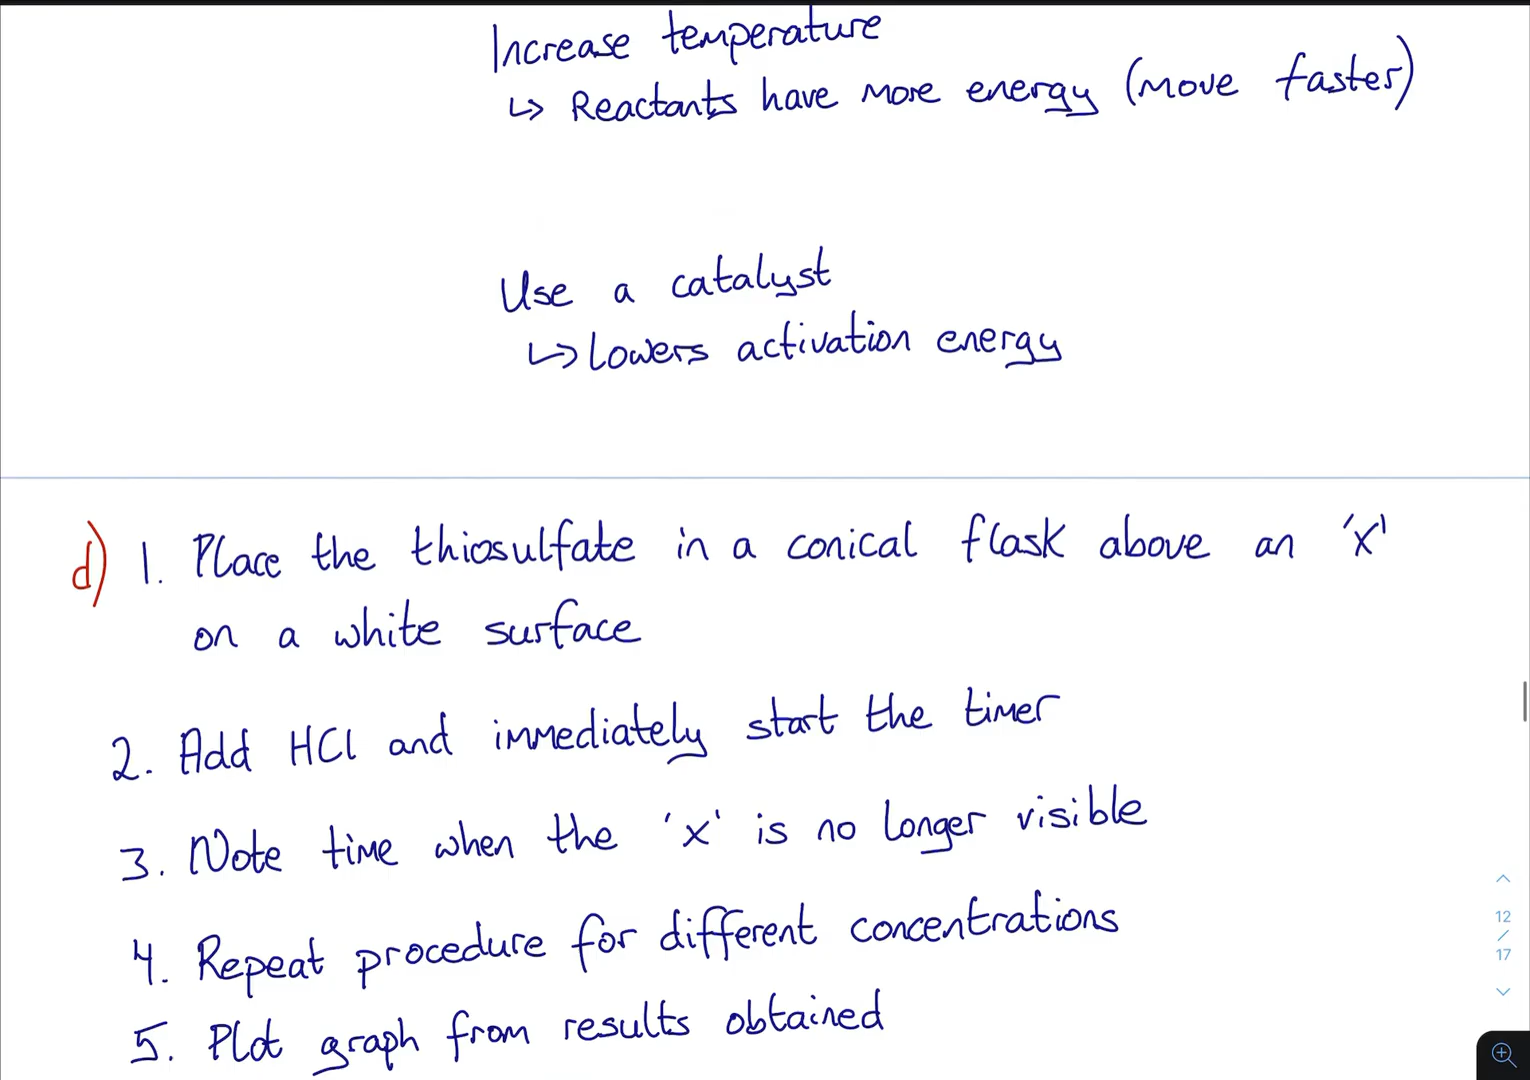 Increase temperature
↳ Reactants have more energy (move faster)
Use a catalyst
↳ Lowers activation energy
d) 1. Place the thiosulfate in a conical flask above an 'x'
on a white surface
2. Add HCl and immediately start the timer
3. Note time when the 'x' is no longer visible
4. Repeat procedure for different concentrations
5. Plot graph from results obtained
12
/
17